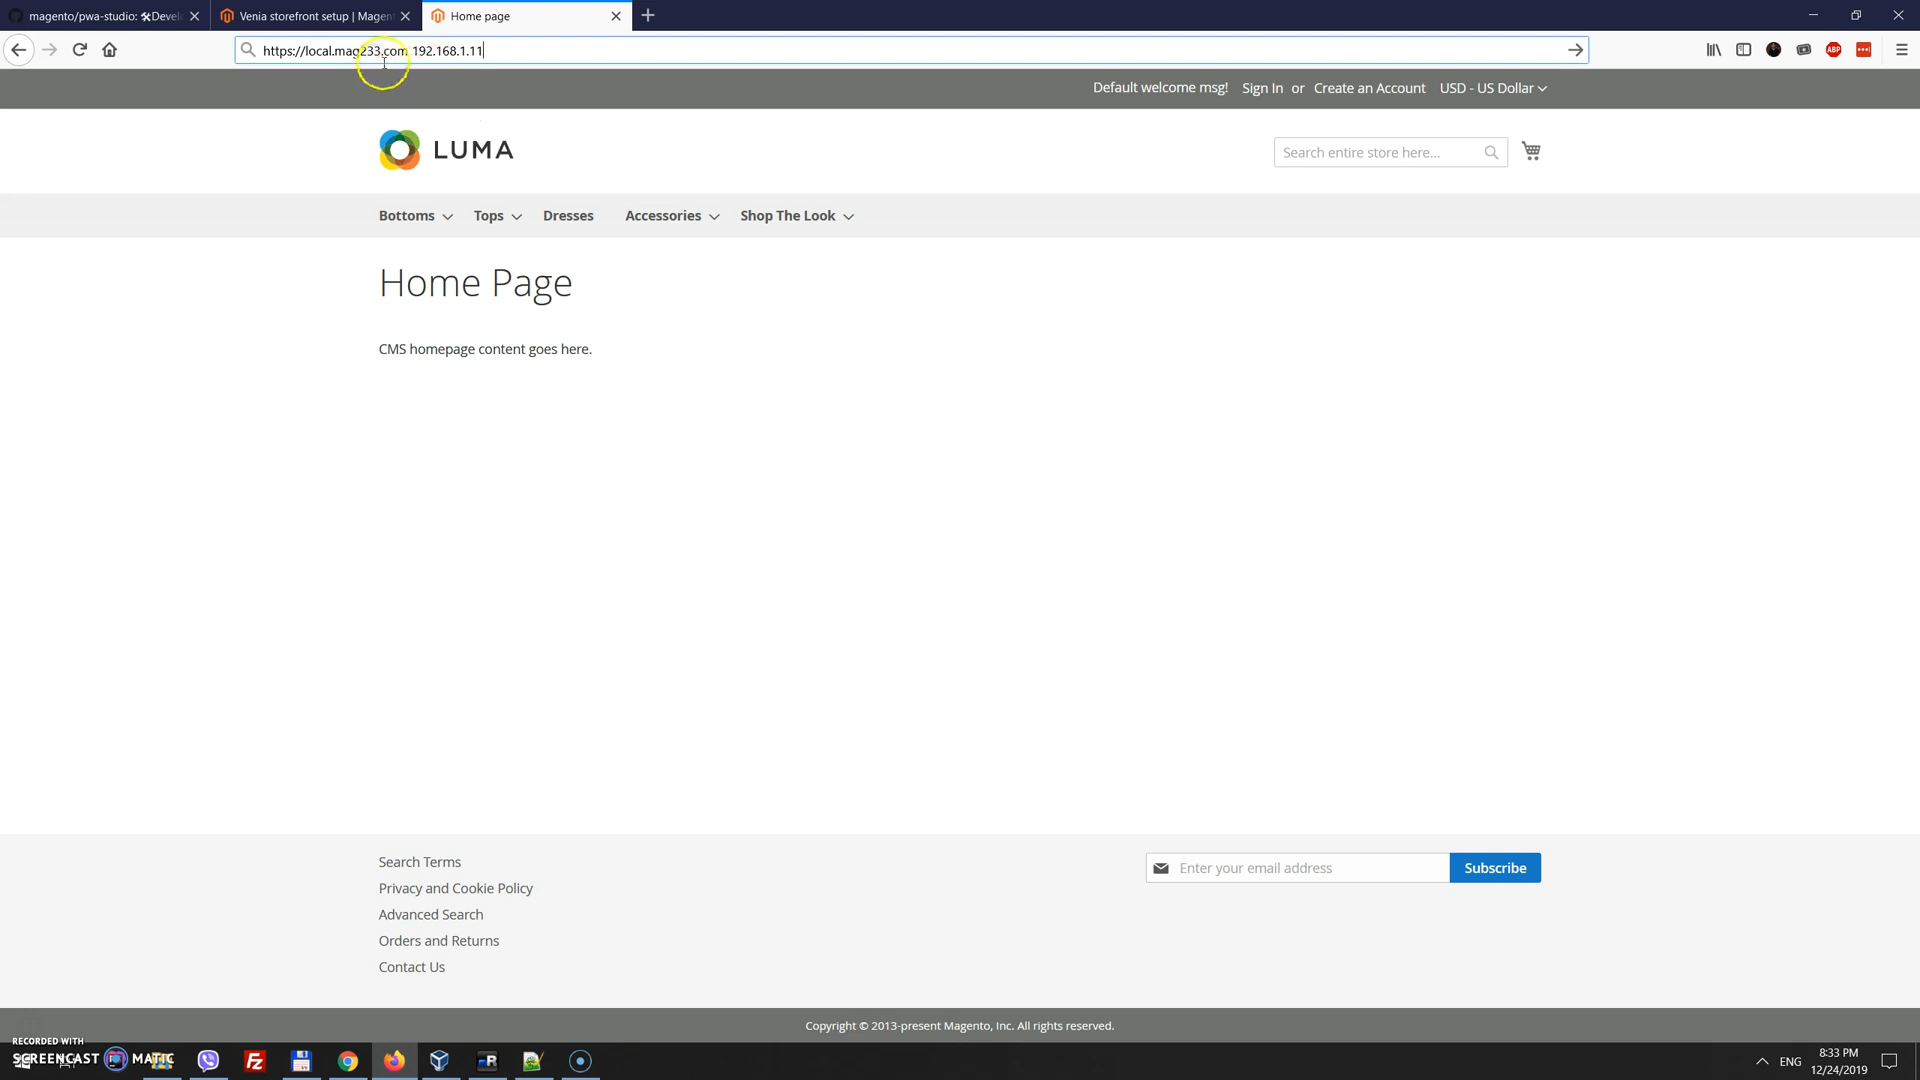 magento/pwa-studio: 🛠Devel
Venia storefront setup | Magen
Home page
https://local.mag233.com 192.168.1.11
Default welcome msg! Sign In or Create an Account USD - US Dollar
LUMA
Search entire store here...
Bottoms Tops Dresses Accessories Shop The Look
Home Page
CMS homepage content goes here.
Search Terms
Privacy and Cookie Policy
Advanced Search
Orders and Returns
Contact Us
Enter your email address
Subscribe
Copyright © 2013-present Magento, Inc. All rights reserved.
RECORDED WITH
SCREENCAST MATIC
ABP
Fz
R
ENG
8:33 PM
12/24/2019